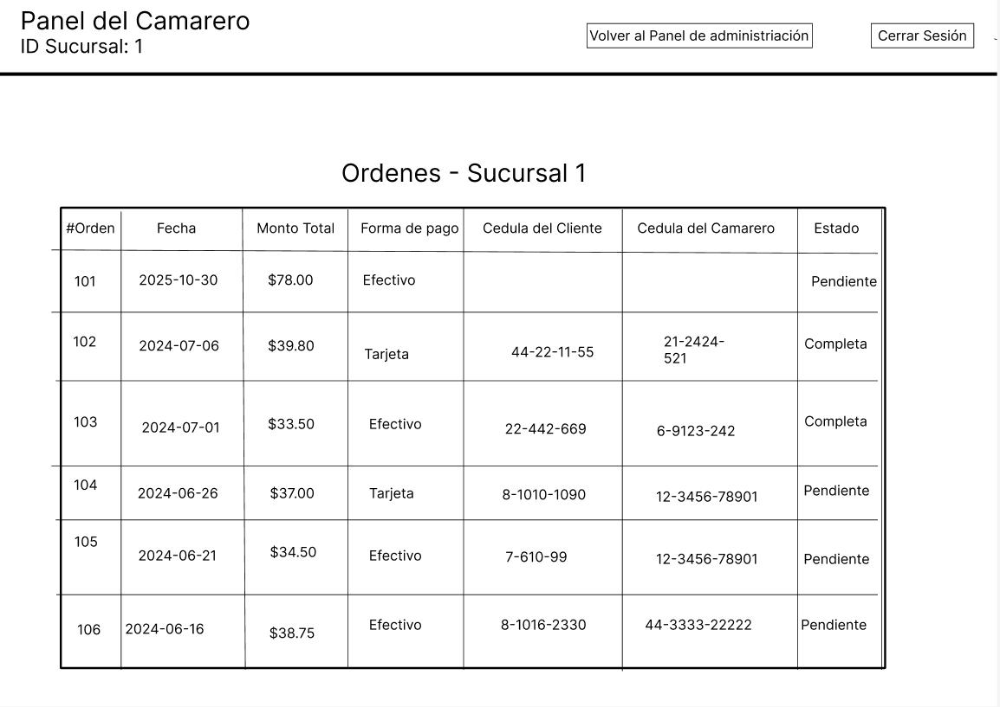 Panel del Camarero
ID Sucursal: 1
Volver al Panel de administriación
Cerrar Sesión
Ordenes - Sucursal 1
#Orden Fecha Monto Total Forma de pago Cedula del Cliente Cedula del Camarero Estado
101 2025-10-30 $78.00 Efectivo Pendiente
102 2024-07-06 $39.80 Tarjeta 44-22-11-55 21-2424-
521 Completa
103 2024-07-01 $33.50 Efectivo 22-442-669 6-9123-242 Completa
104 2024-06-26 $37.00 Tarjeta 8-1010-1090 12-3456-78901 Pendiente
105 2024-06-21 $34.50 Efectivo 7-610-99 12-3456-78901 Pendiente
106 2024-06-16 $38.75 Efectivo 8-1016-2330 44-3333-22222 Pendiente